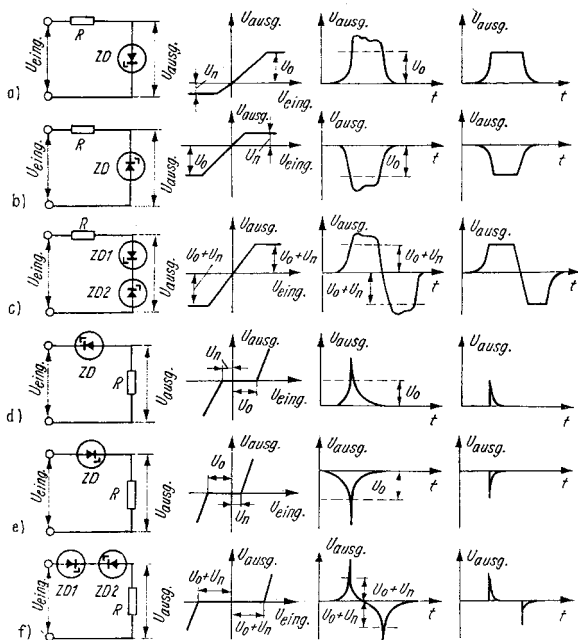 a) U_eing. R ZD U_ausg. U_n U_ausg. U_0 U_eing. U_ausg. U_0 t U_ausg. t
b) U_eing. R ZD U_ausg. U_0 U_ausg. U_n U_eing. U_ausg. U_0 t U_ausg. t
c) U_eing. R ZD1 ZD2 U_ausg. U_0+U_n U_ausg. U_0+U_n U_eing. U_ausg. U_0+U_n U_0+U_n t U_ausg. t
d) U_eing. ZD R U_ausg. U_n U_ausg. U_0 U_eing. U_ausg. U_0 t U_ausg. t
e) U_eing. ZD R U_ausg. U_0 U_ausg. U_n U_eing. U_ausg. U_0 t U_ausg. t
f) U_eing. ZD1 ZD2 R U_ausg. U_0+U_n U_ausg. U_0+U_n U_eing. U_ausg. U_0+U_n U_0+U_n t U_ausg. t